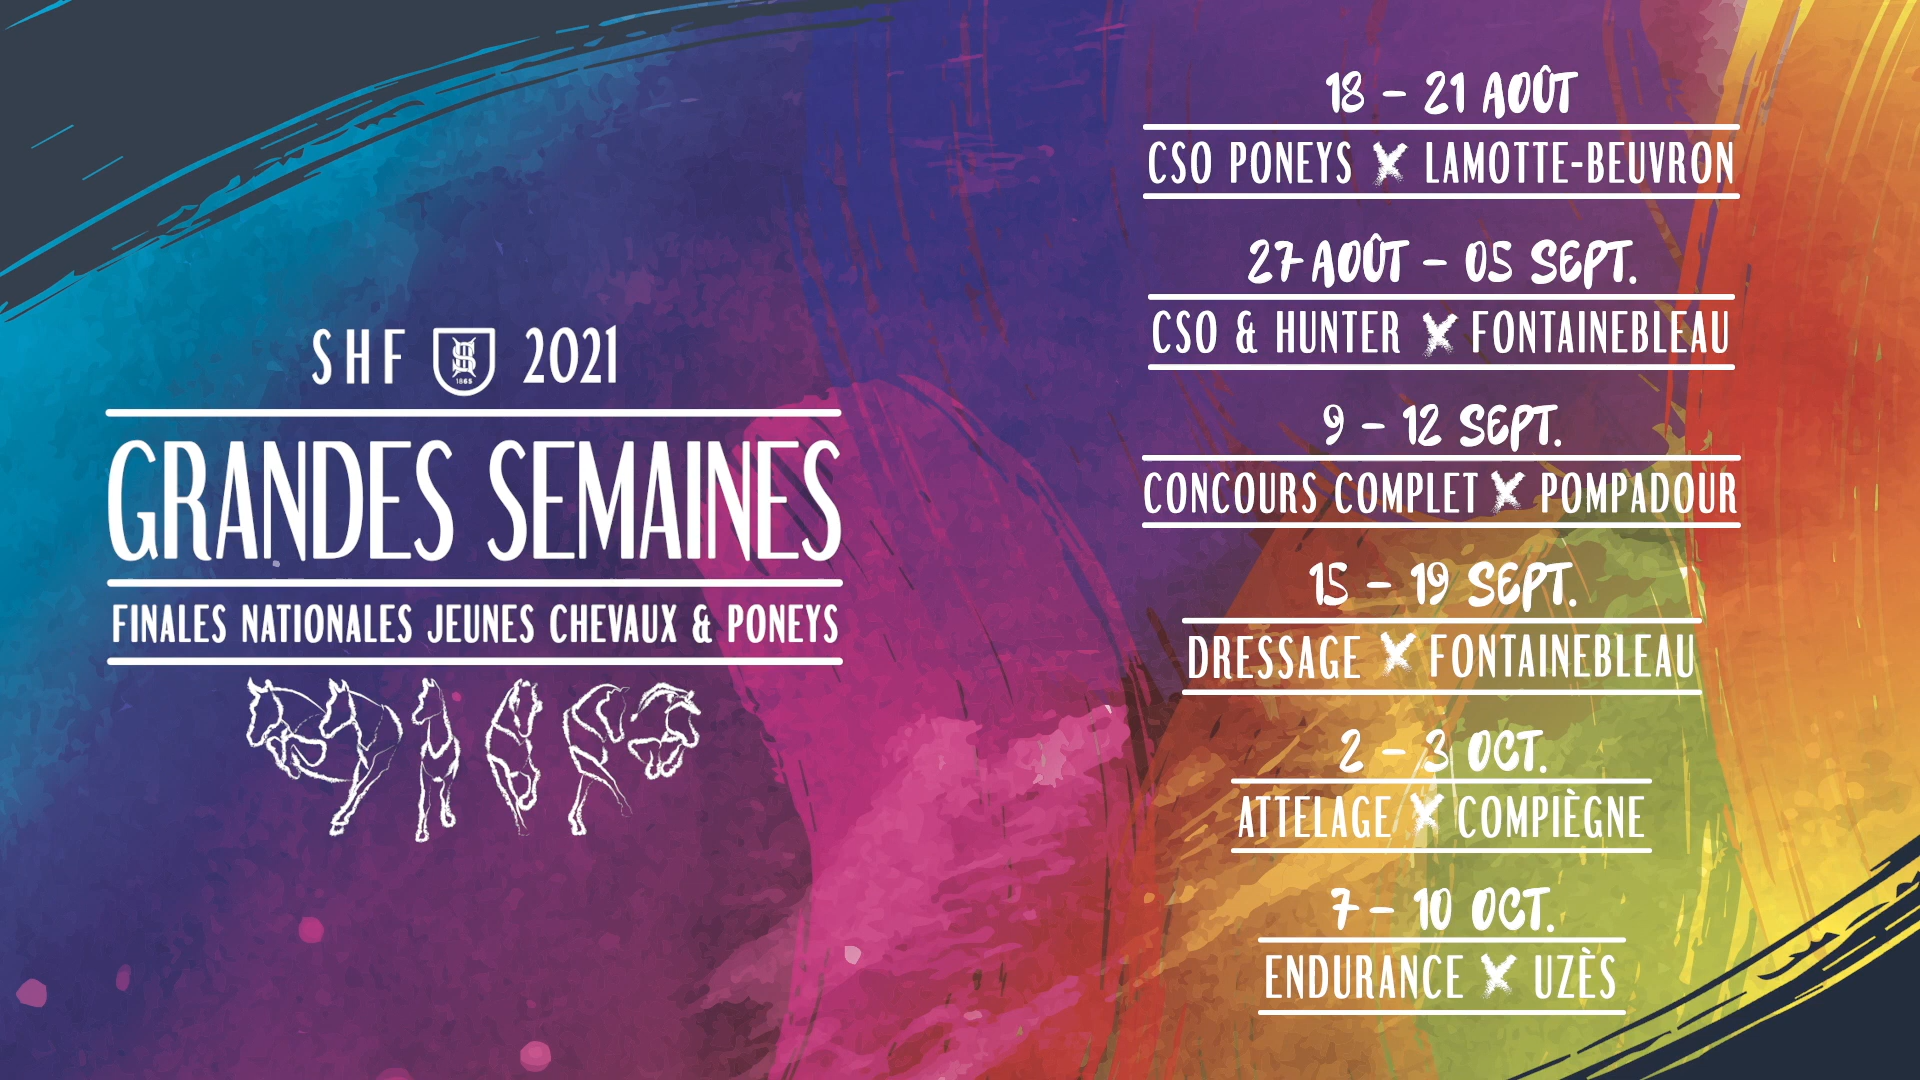 SHF 1865 2021
GRANDES SEMAINES
FINALES NATIONALES JEUNES CHEVAUX & PONEYS
18 - 21 AOÛT
CSO PONEYS X LAMOTTE-BEUVRON
27 AOÛT - 05 SEPT.
CSO & HUNTER X FONTAINEBLEAU
9 - 12 SEPT.
CONCOURS COMPLET X POMPADOUR
15 - 19 SEPT.
DRESSAGE X FONTAINEBLEAU
2 - 3 OCT.
ATTELAGE X COMPIÈGNE
7 - 10 OCT.
ENDURANCE X UZÈS